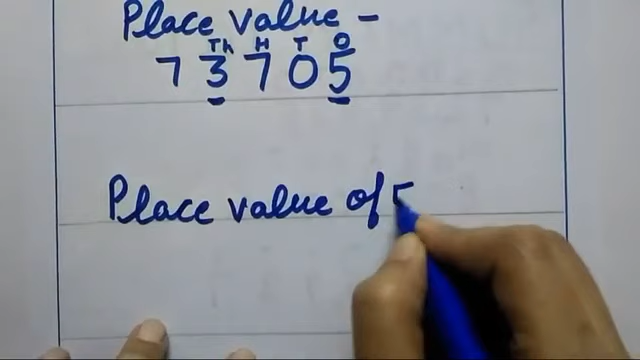 Place value –
Th H T O
7 3 7 0 5
Place value of 5